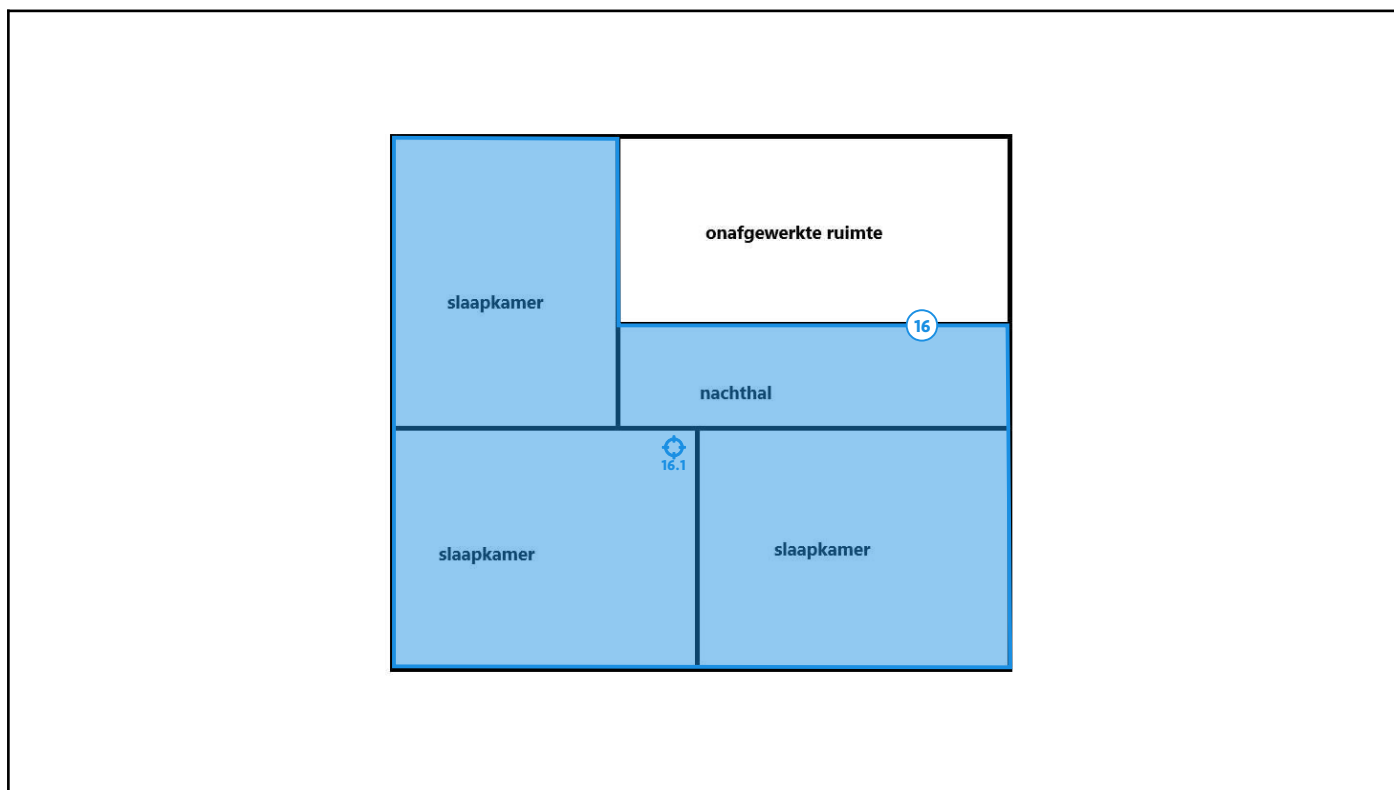 onafgewerkte ruimte
slaapkamer
16
nachthal
16.1
slaapkamer
slaapkamer